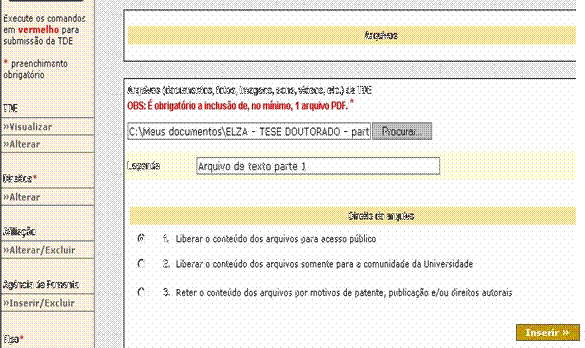 Execute os comandos
em vermelho para
submissão da TDE
* preenchimento
obrigatório
TDE
»Visualizar
»Alterar
Direitos*
»Alterar
Afiliação
»Alterar/Excluir
Agência de Fomento
»Inserir/Excluir
Arquivos
Arquivos (documentos, fotos, imagens, sons, vídeos, etc.) da TDE
OBS: É obrigatório a inclusão de, no mínimo, 1 arquivo PDF. *
C:\Meus documentos\ELZA - TESE DOUTORADO - part Procurar...
Legenda Arquivo de texto parte 1
Direito do arquivo
1. Liberar o conteúdo dos arquivos para acesso público
2. Liberar o conteúdo dos arquivos somente para a comunidade da Universidade
3. Reter o conteúdo dos arquivos por motivos de patente, publicação e/ou direitos autorais
Inserir »